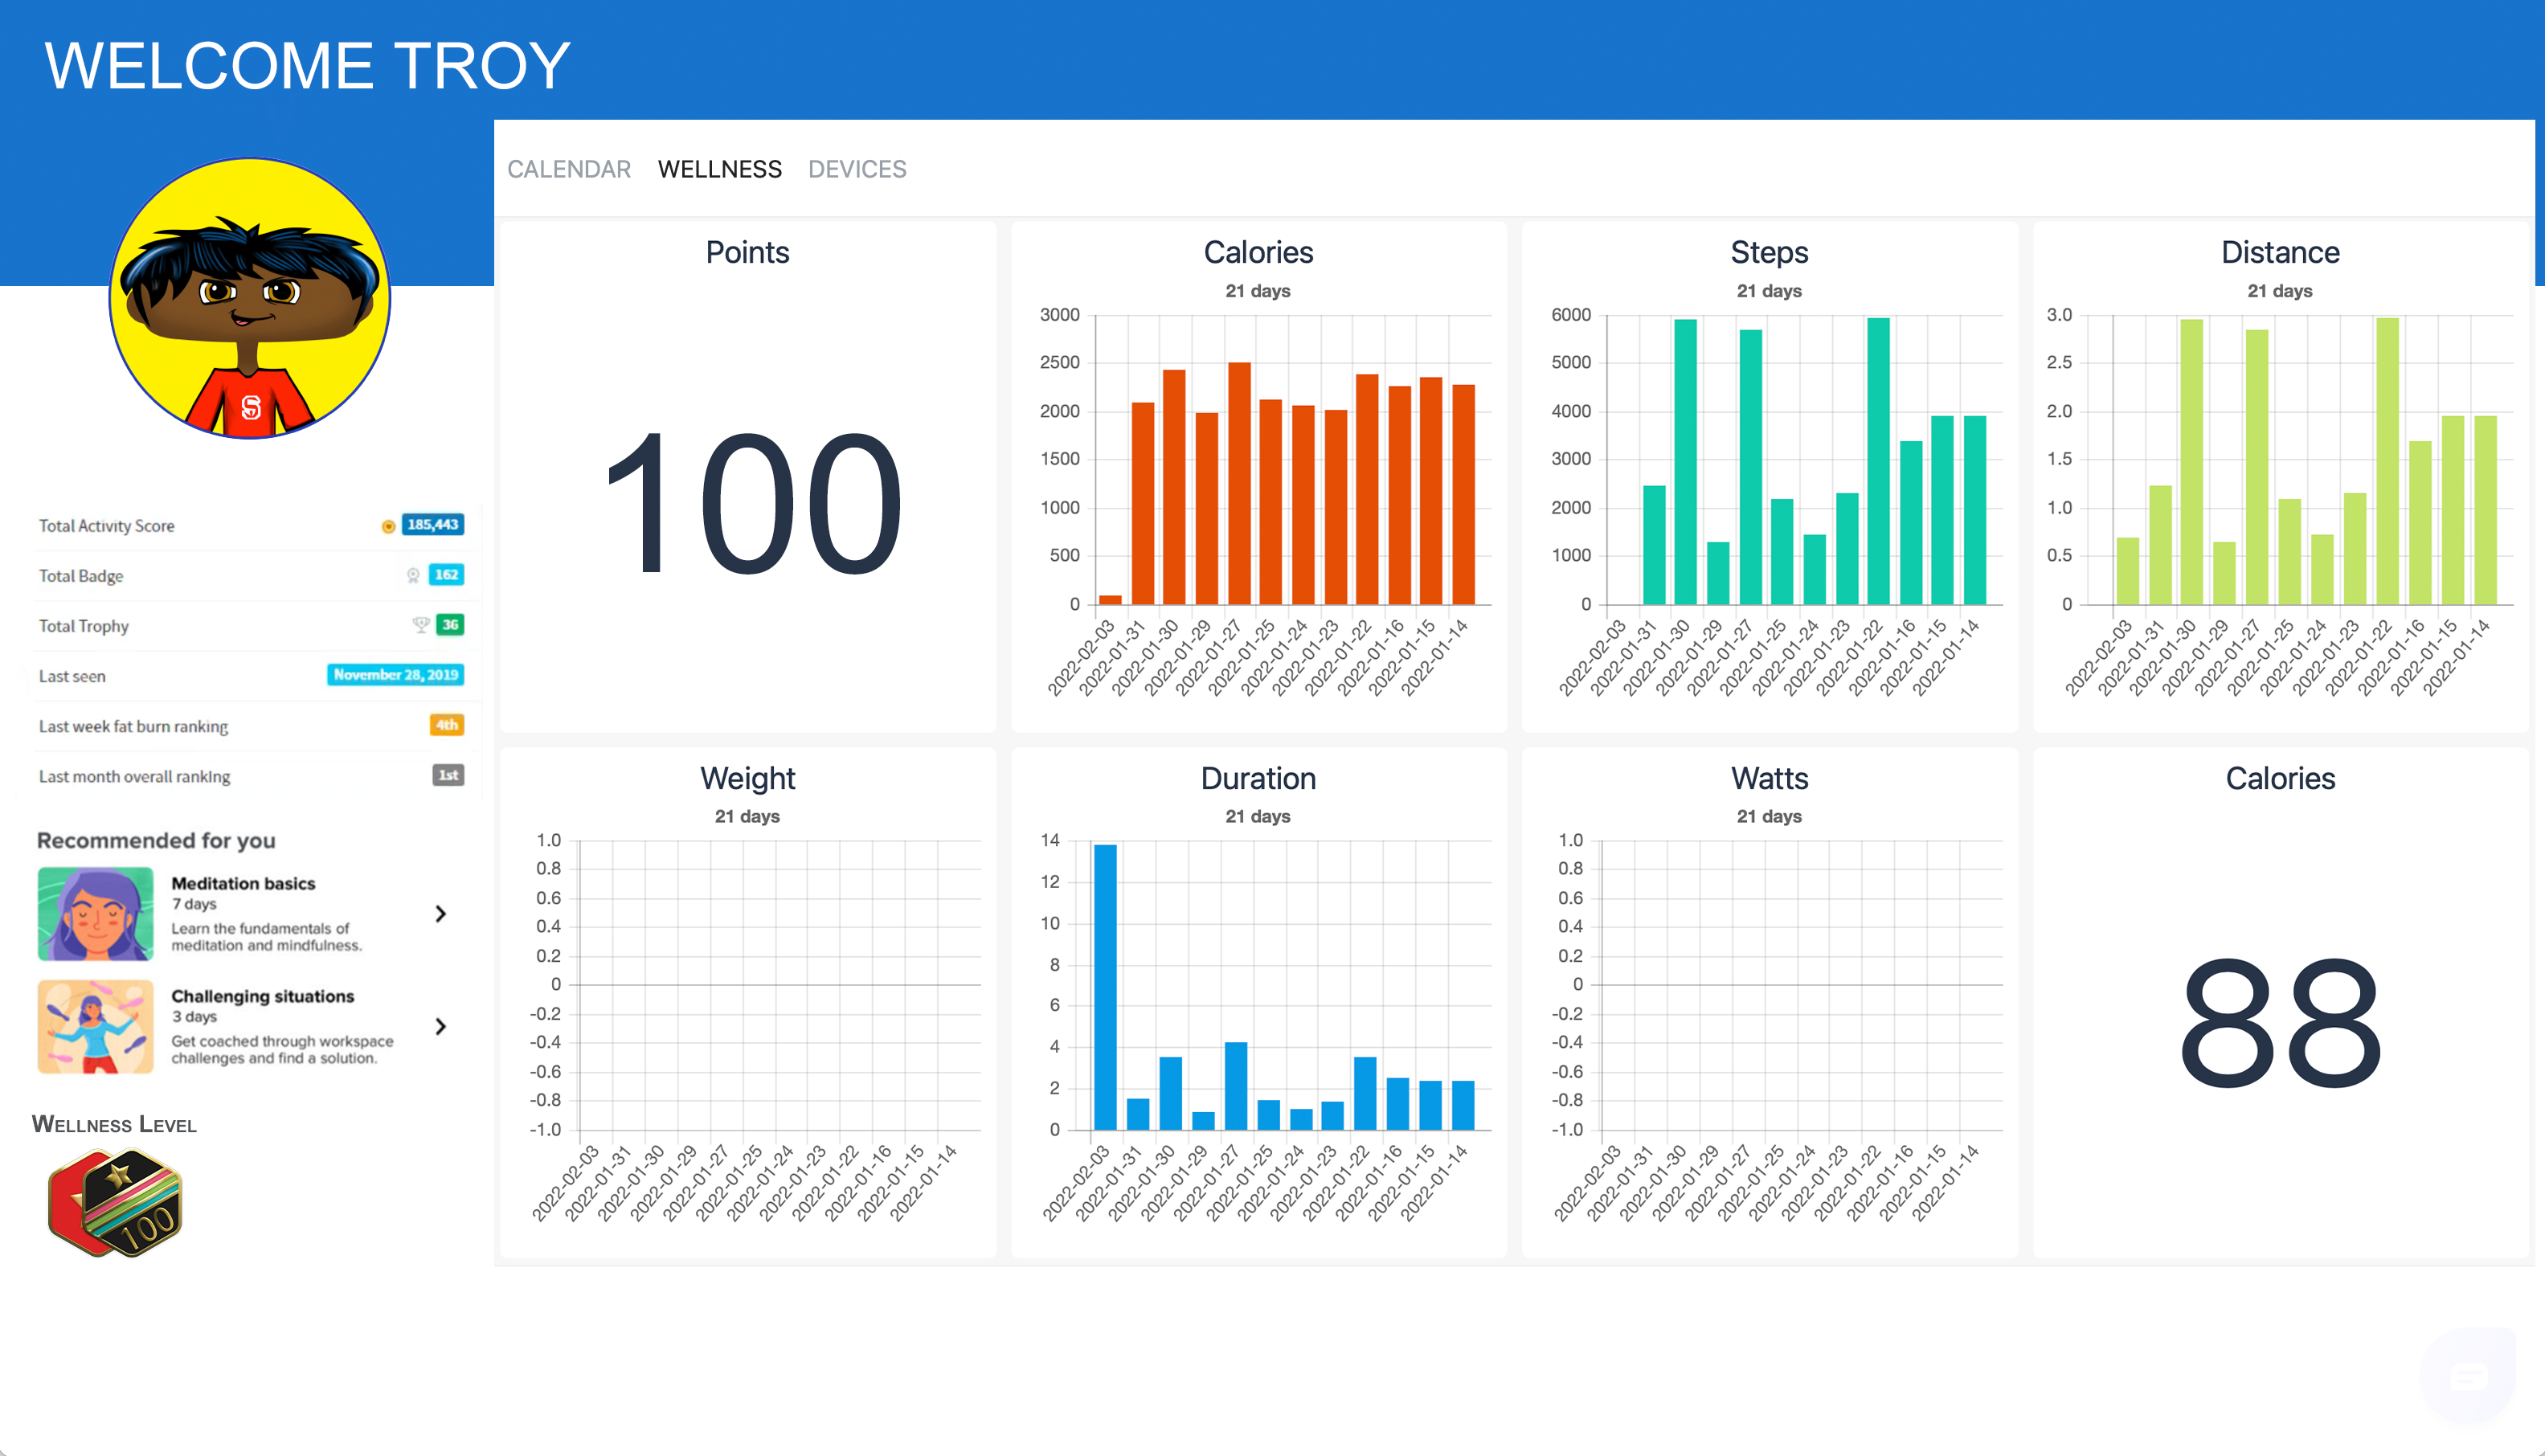 WELCOME TROY
CALENDAR WELLNESS DEVICES
S
Total Activity Score 185,443
Total Badge 162
Total Trophy 36
Last seen November 28, 2019
Last week fat burn ranking 4th
Last month overall ranking 1st
Recommended for you
Meditation basics
7 days
Learn the fundamentals of
meditation and mindfulness.
Challenging situations
3 days
Get coached through workspace
challenges and find a solution.
WELLNESS LEVEL
100
Points
100
Calories
21 days
3000
2500
2000
1500
1000
500
0
2022-02-03 2022-01-31 2022-01-30 2022-01-29 2022-01-27 2022-01-25 2022-01-24 2022-01-23 2022-01-22 2022-01-16 2022-01-15 2022-01-14
Steps
21 days
6000
5000
4000
3000
2000
1000
0
2022-02-03 2022-01-31 2022-01-30 2022-01-29 2022-01-27 2022-01-25 2022-01-24 2022-01-23 2022-01-22 2022-01-16 2022-01-15 2022-01-14
Distance
21 days
3.0
2.5
2.0
1.5
1.0
0.5
0
2022-02-03 2022-01-31 2022-01-30 2022-01-29 2022-01-27 2022-01-25 2022-01-24 2022-01-23 2022-01-22 2022-01-16 2022-01-15 2022-01-14
Weight
21 days
1.0
0.8
0.6
0.4
0.2
0
-0.2
-0.4
-0.6
-0.8
-1.0
2022-02-03 2022-01-31 2022-01-30 2022-01-29 2022-01-27 2022-01-25 2022-01-24 2022-01-23 2022-01-22 2022-01-16 2022-01-15 2022-01-14
Duration
21 days
14
12
10
8
6
4
2
0
2022-02-03 2022-01-31 2022-01-30 2022-01-29 2022-01-27 2022-01-25 2022-01-24 2022-01-23 2022-01-22 2022-01-16 2022-01-15 2022-01-14
Watts
21 days
1.0
0.8
0.6
0.4
0.2
0
-0.2
-0.4
-0.6
-0.8
-1.0
2022-02-03 2022-01-31 2022-01-30 2022-01-29 2022-01-27 2022-01-25 2022-01-24 2022-01-23 2022-01-22 2022-01-16 2022-01-15 2022-01-14
Calories
88